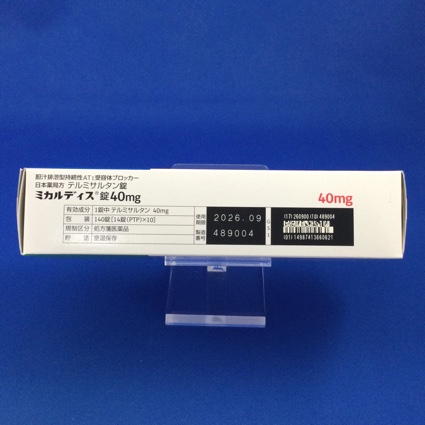 胆汁排泄型持続性AT₁受容体ブロッカー
日本薬局方 テルミサルタン錠
ミカルディス®錠40mg
40mg
有効成分 1錠中 テルミサルタン 40mg
包装 140錠[14錠(PTP)×10]
規制区分 処方箋医薬品
貯法 室温保存
使用期限 2026.09
製造番号 489004
GS1
(17)260900(10)489004
(01)14987413660621